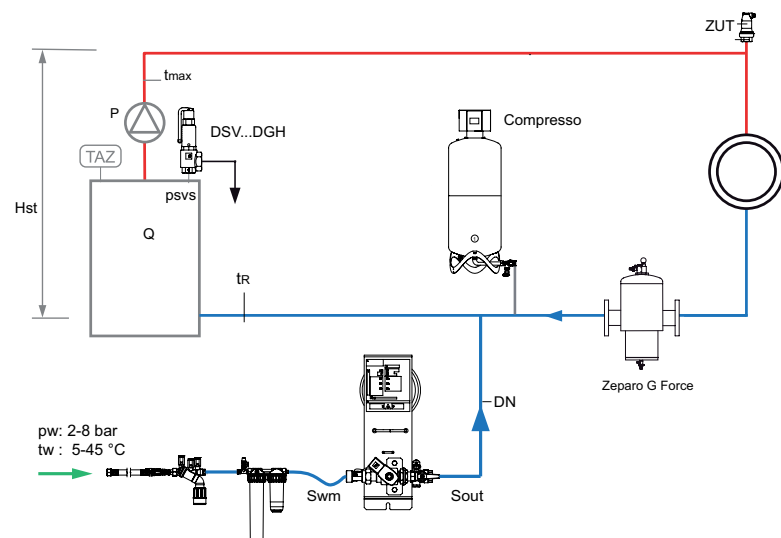 ZUT
tmax
P
DSV...DGH
Compresso
TAZ
psvs
Hst
Q
tR
Zeparo G Force
DN
pw: 2-8 bar
tw : 5-45 °C
Swm
Sout